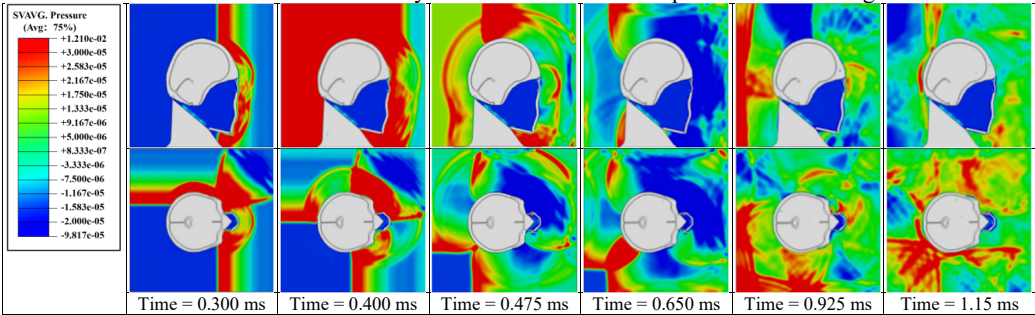 SVAVG. Pressure
(Avg: 75%)
+1.210e-02
+3.000e-05
+2.583e-05
+2.167e-05
+1.750e-05
+1.333e-05
+9.167e-06
+5.000e-06
+8.333e-07
-3.333e-06
-7.500e-06
-1.167e-05
-1.583e-05
-2.000e-05
-9.817e-05
Time = 0.300 ms
Time = 0.400 ms
Time = 0.475 ms
Time = 0.650 ms
Time = 0.925 ms
Time = 1.15 ms